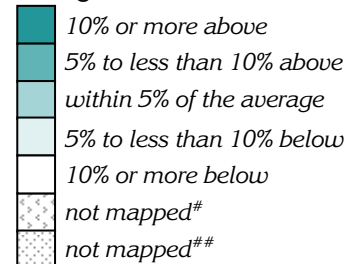 10% or more above
5% to less than 10% above
within 5% of the average
5% to less than 10% below
10% or more below
not mapped#
not mapped##